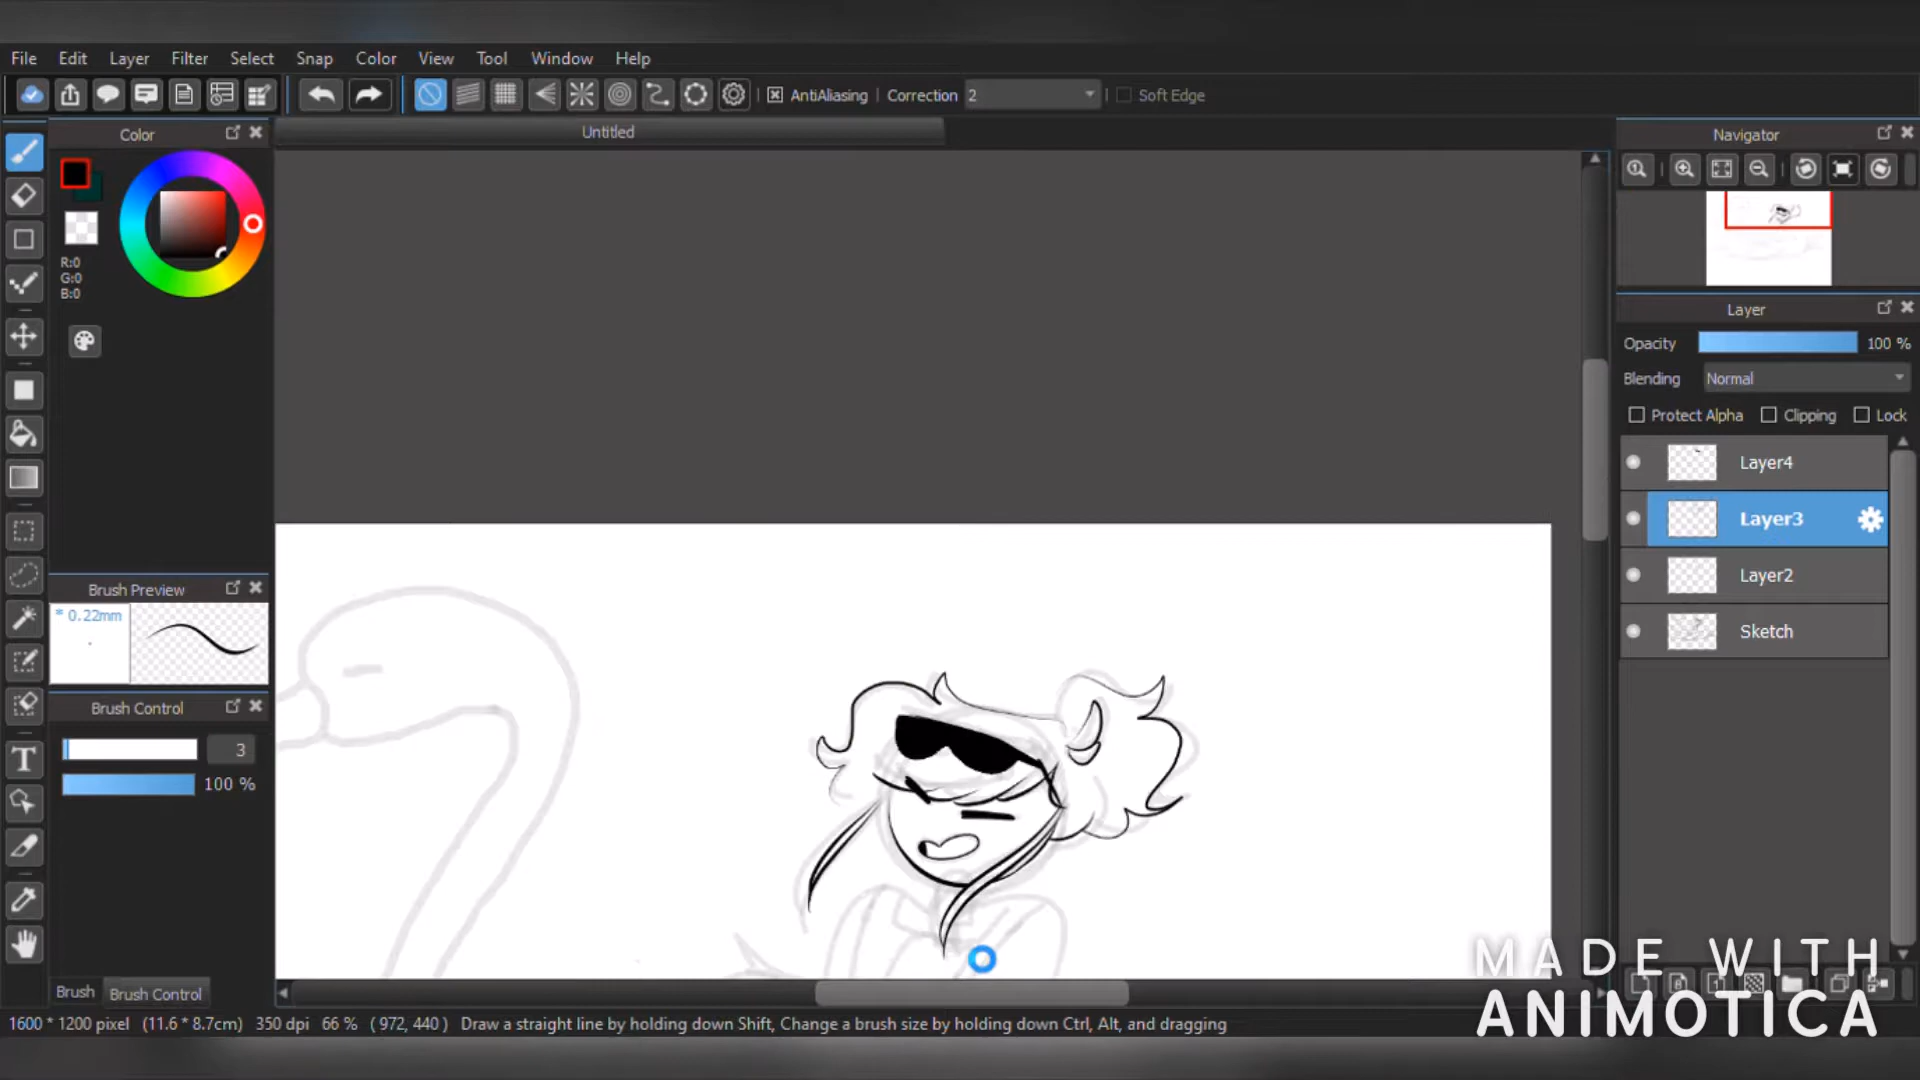 File Edit Layer Filter Select Snap Color View Tool Window Help
AntiAliasing Correction 2 Soft Edge
Color
Untitled
Navigator
R:0
G:0
B:0
Layer
Opacity 100 %
Blending Normal
Protect Alpha Clipping Lock
Layer4
Layer3
Layer2
Sketch
Brush Preview
* 0.22mm
Brush Control
3
100 %
Brush Brush Control
1600 * 1200 pixel (11.6 * 8.7cm) 350 dpi 66 % ( 972, 440 ) Draw a straight line by holding down Shift, Change a brush size by holding down Ctrl, Alt, and dragging
MADE WITH
ANIMOTICA